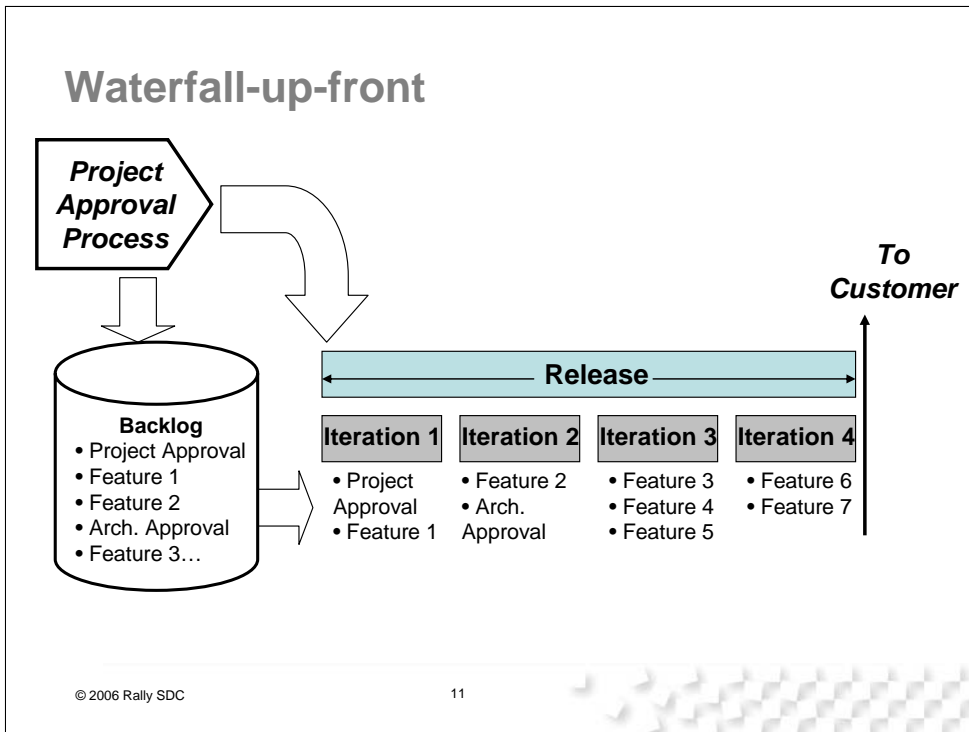 Waterfall-up-front
Project
Approval
Process
To
Customer
Release
Backlog
• Project Approval
• Feature 1
• Feature 2
• Arch. Approval
• Feature 3…
Iteration 1
• Project
Approval
• Feature 1
Iteration 2
• Feature 2
• Arch.
Approval
Iteration 3
• Feature 3
• Feature 4
• Feature 5
Iteration 4
• Feature 6
• Feature 7
© 2006 Rally SDC
11